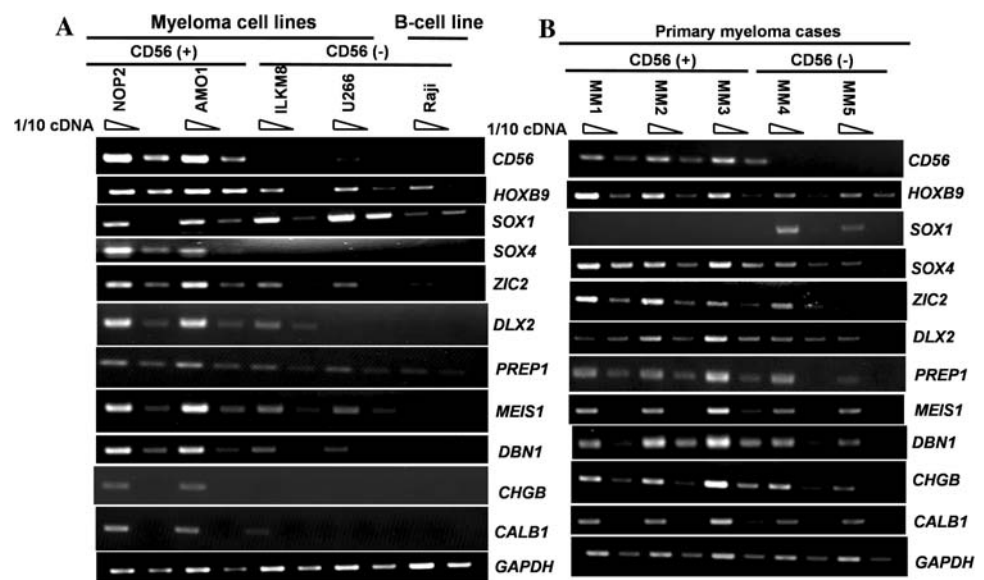 A
Myeloma cell lines
B-cell line
CD56 (+)
CD56 (-)
NOP2
AMO1
ILKM8
U266
Raji
1/10 cDNA
CD56
HOXB9
SOX1
SOX4
ZIC2
DLX2
PREP1
MEIS1
DBN1
CHGB
CALB1
GAPDH
B
Primary myeloma cases
CD56 (+)
CD56 (-)
MM1
MM2
MM3
MM4
MM5
1/10 cDNA
CD56
HOXB9
SOX1
SOX4
ZIC2
DLX2
PREP1
MEIS1
DBN1
CHGB
CALB1
GAPDH